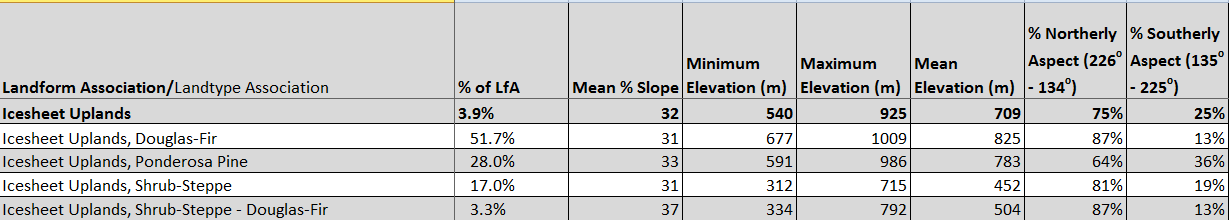 Landform Association/Landtype Association % of LfA Mean % Slope Minimum Elevation (m) Maximum Elevation (m) Mean Elevation (m) % Northerly Aspect (226⁰ - 134⁰) % Southerly Aspect (135⁰ - 225⁰)
Icesheet Uplands 3.9% 32 540 925 709 75% 25%
Icesheet Uplands, Douglas-Fir 51.7% 31 677 1009 825 87% 13%
Icesheet Uplands, Ponderosa Pine 28.0% 33 591 986 783 64% 36%
Icesheet Uplands, Shrub-Steppe 17.0% 31 312 715 452 81% 19%
Icesheet Uplands, Shrub-Steppe - Douglas-Fir 3.3% 37 334 792 504 87% 13%